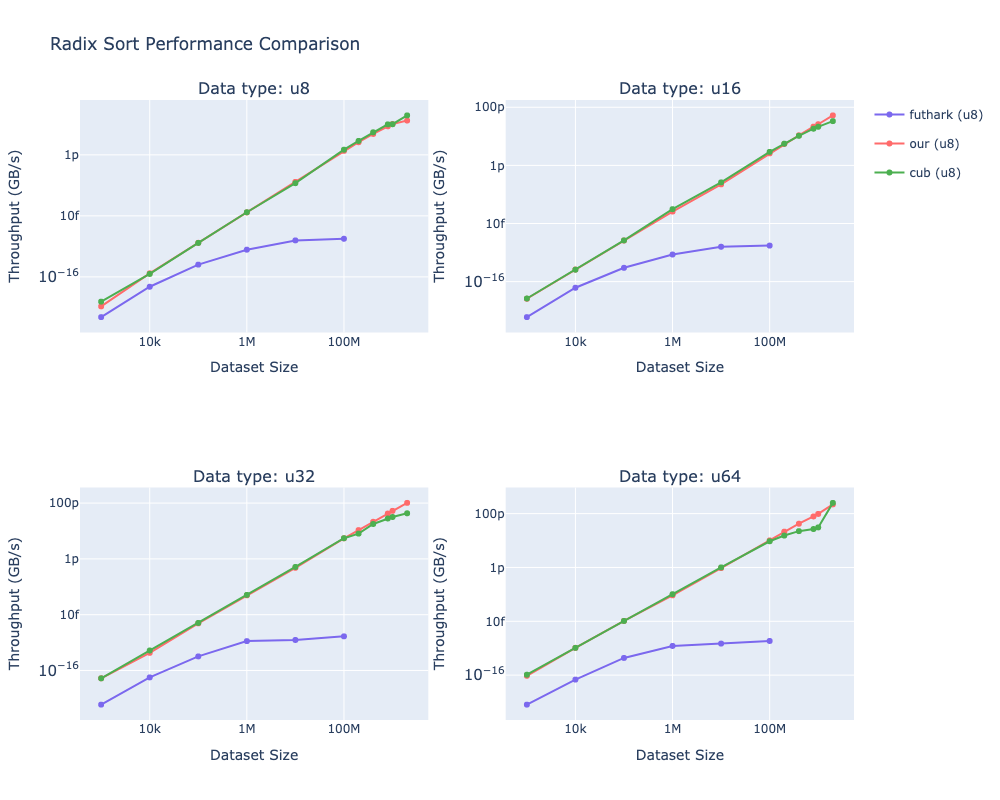 Radix Sort Performance Comparison
Data type: u8
Throughput (GB/s)
1p
10f
10−16
10k
1M
100M
Dataset Size
Data type: u16
Throughput (GB/s)
100p
1p
10f
10−16
10k
1M
100M
Dataset Size
futhark (u8)
our (u8)
cub (u8)
Data type: u32
Throughput (GB/s)
100p
1p
10f
10−16
10k
1M
100M
Dataset Size
Data type: u64
Throughput (GB/s)
100p
1p
10f
10−16
10k
1M
100M
Dataset Size